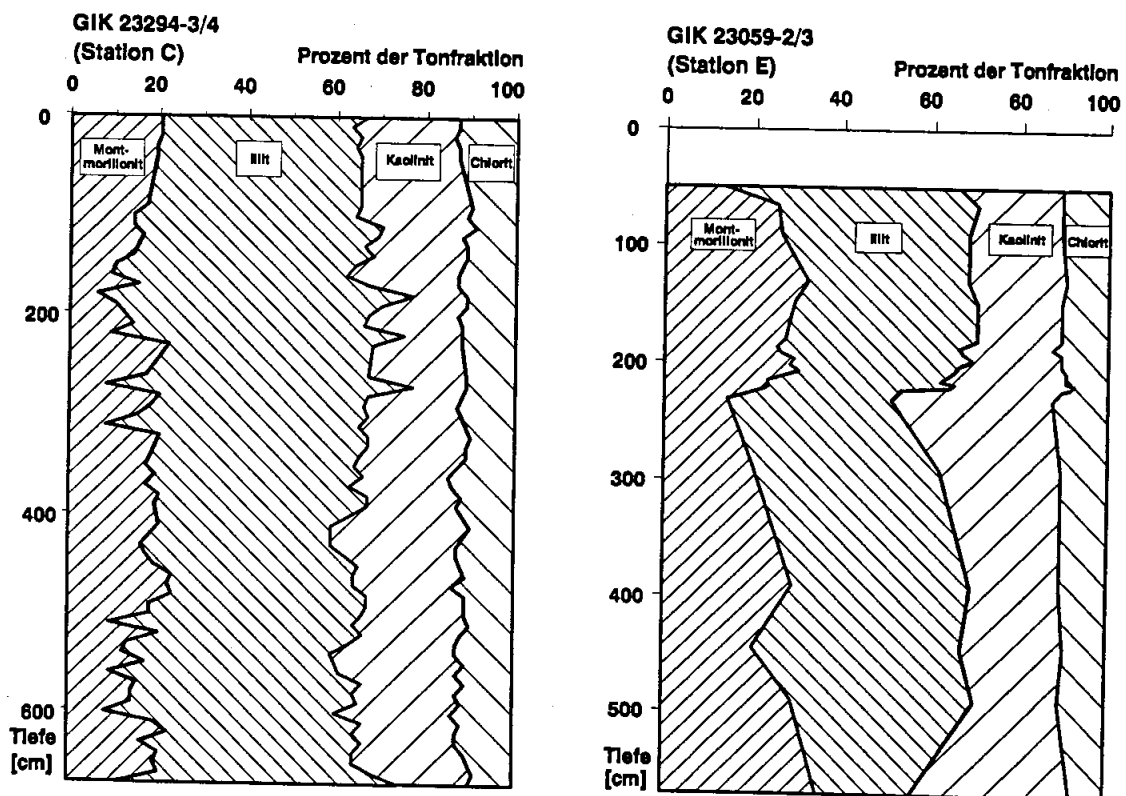 GIK 23294-3/4
(Station C)
Prozent der Tonfraktion
0 20 40 60 80 100
0
200
400
600
Tiefe
[cm]
Mont-
morillonit
Illit
Kaolinit
Chlorit
GIK 23059-2/3
(Station E)
Prozent der Tonfraktion
0 20 40 60 80 100
0
100
200
300
400
500
Tiefe
[cm]
Mont-
morillonit
Illit
Kaolinit
Chlorit